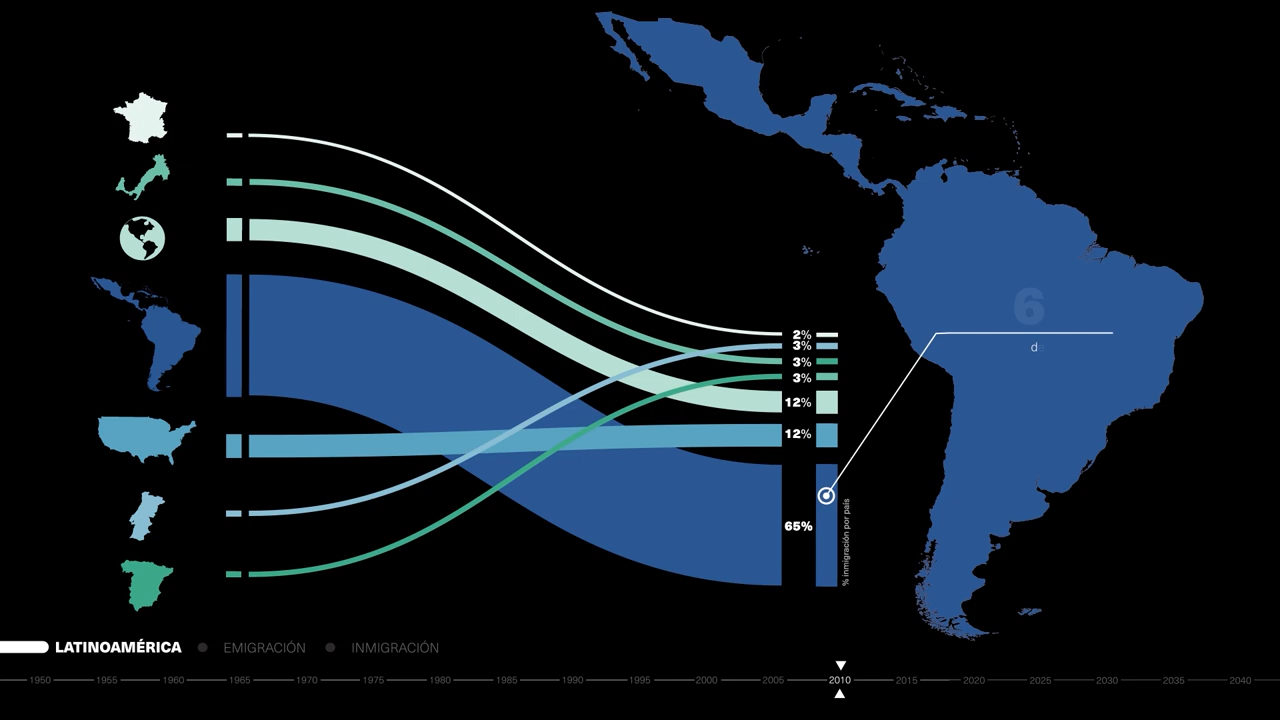 2%
3%
3%
3%
12%
12%
65%
% inmigración por país
6
d
LATINOAMÉRICA EMIGRACIÓN INMIGRACIÓN
1950 1955 1960 1965 1970 1975 1980 1985 1990 1995 2000 2005 2010 2015 2020 2025 2030 2035 2040